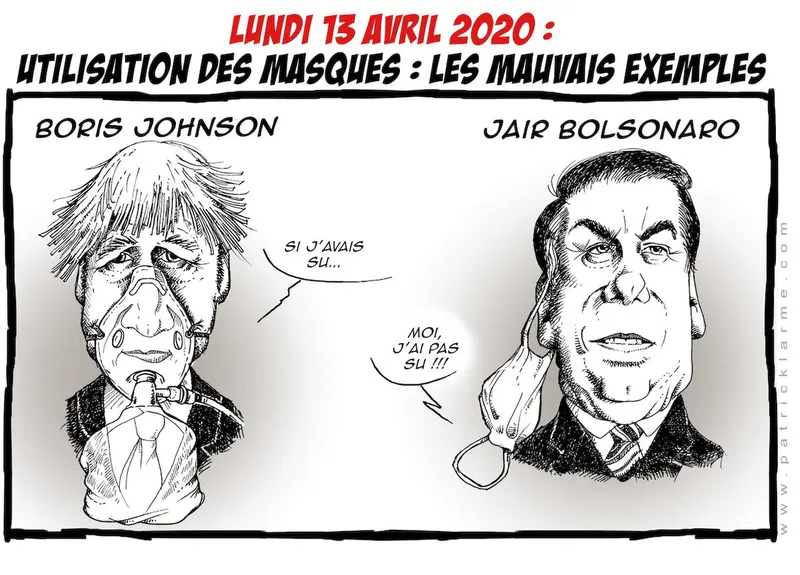 LUNDI 13 AVRIL 2020 :
UTILISATION DES MASQUES : LES MAUVAIS EXEMPLES
BORIS JOHNSON
JAIR BOLSONARO
SI J'AVAIS
SU...
MOI,
J'AI PAS
SU !!!
www.patricklarme.com